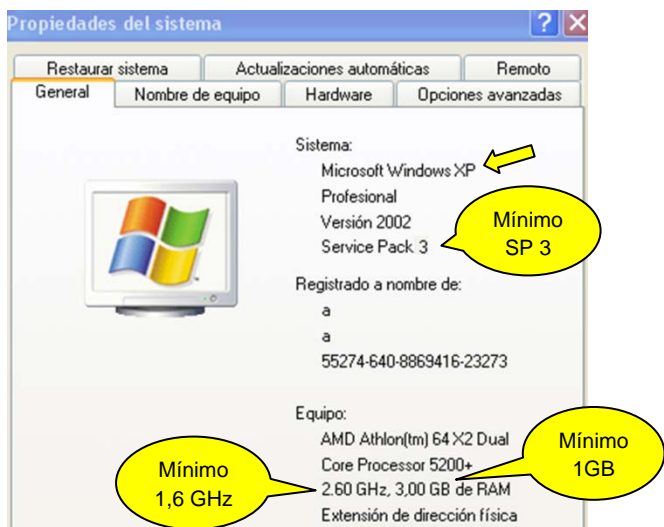 Propiedades del sistema
Restaurar sistema Actualizaciones automáticas Remoto
General Nombre de equipo Hardware Opciones avanzadas
Sistema:
Microsoft Windows XP
Profesional
Versión 2002
Service Pack 3
Mínimo
SP 3
Registrado a nombre de:
a
a
55274-640-8869416-23273
Equipo:
AMD Athlon(tm) 64 X2 Dual
Core Processor 5200+
2.60 GHz, 3,00 GB de RAM
Extensión de dirección física
Mínimo
1,6 GHz
Mínimo
1GB